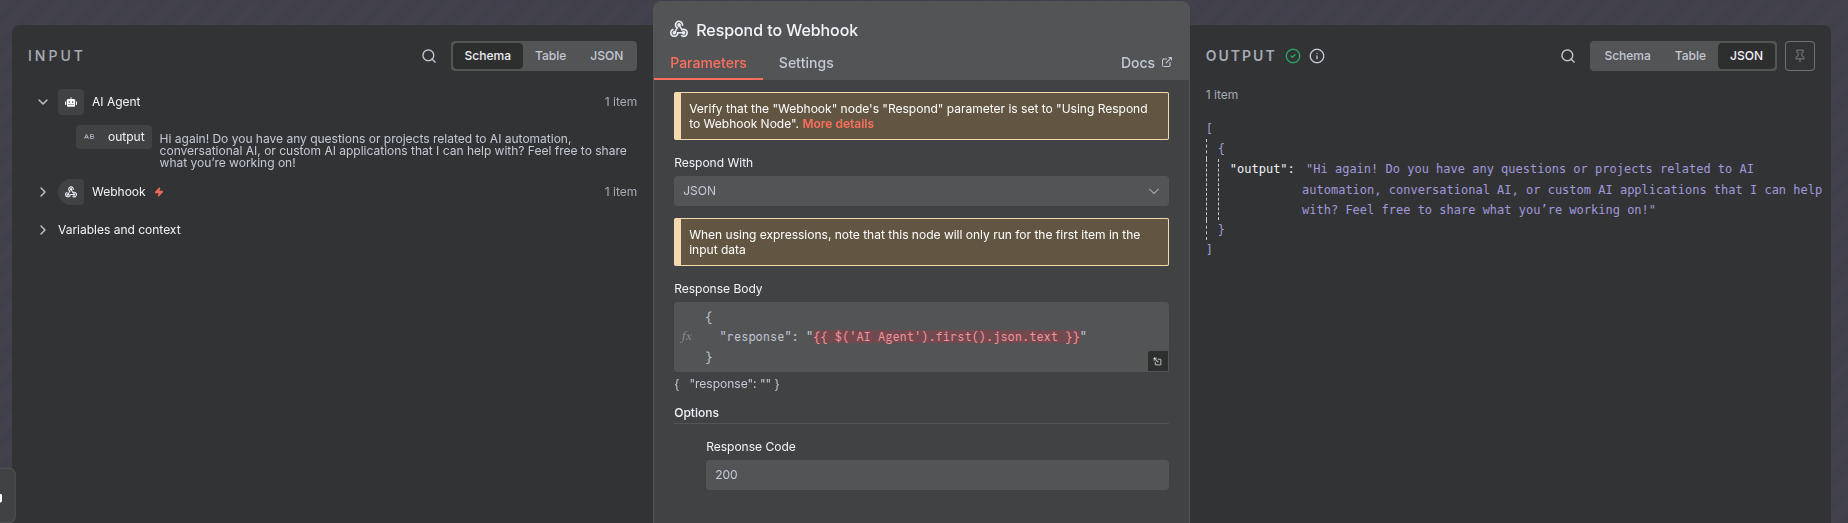 INPUT
Schema
Table
JSON
AI Agent
1 item
AB
output
Hi again! Do you have any questions or projects related to AI automation,
conversational AI, or custom AI applications that I can help with? Feel free to share
what you’re working on!
Webhook
1 item
Variables and context
Respond to Webhook
Parameters
Settings
Docs
Verify that the "Webhook" node's "Respond" parameter is set to "Using Respond
to Webhook Node". More details
Respond With
JSON
When using expressions, note that this node will only run for the first item in the
input data
Response Body
fx
{
"response": "{{ $('AI Agent').first().json.text }}"
}
{ "response": "" }
Options
Response Code
200
OUTPUT
Schema
Table
JSON
1 item
[
{
"output": "Hi again! Do you have any questions or projects related to AI
automation, conversational AI, or custom AI applications that I can help
with? Feel free to share what you’re working on!"
}
]